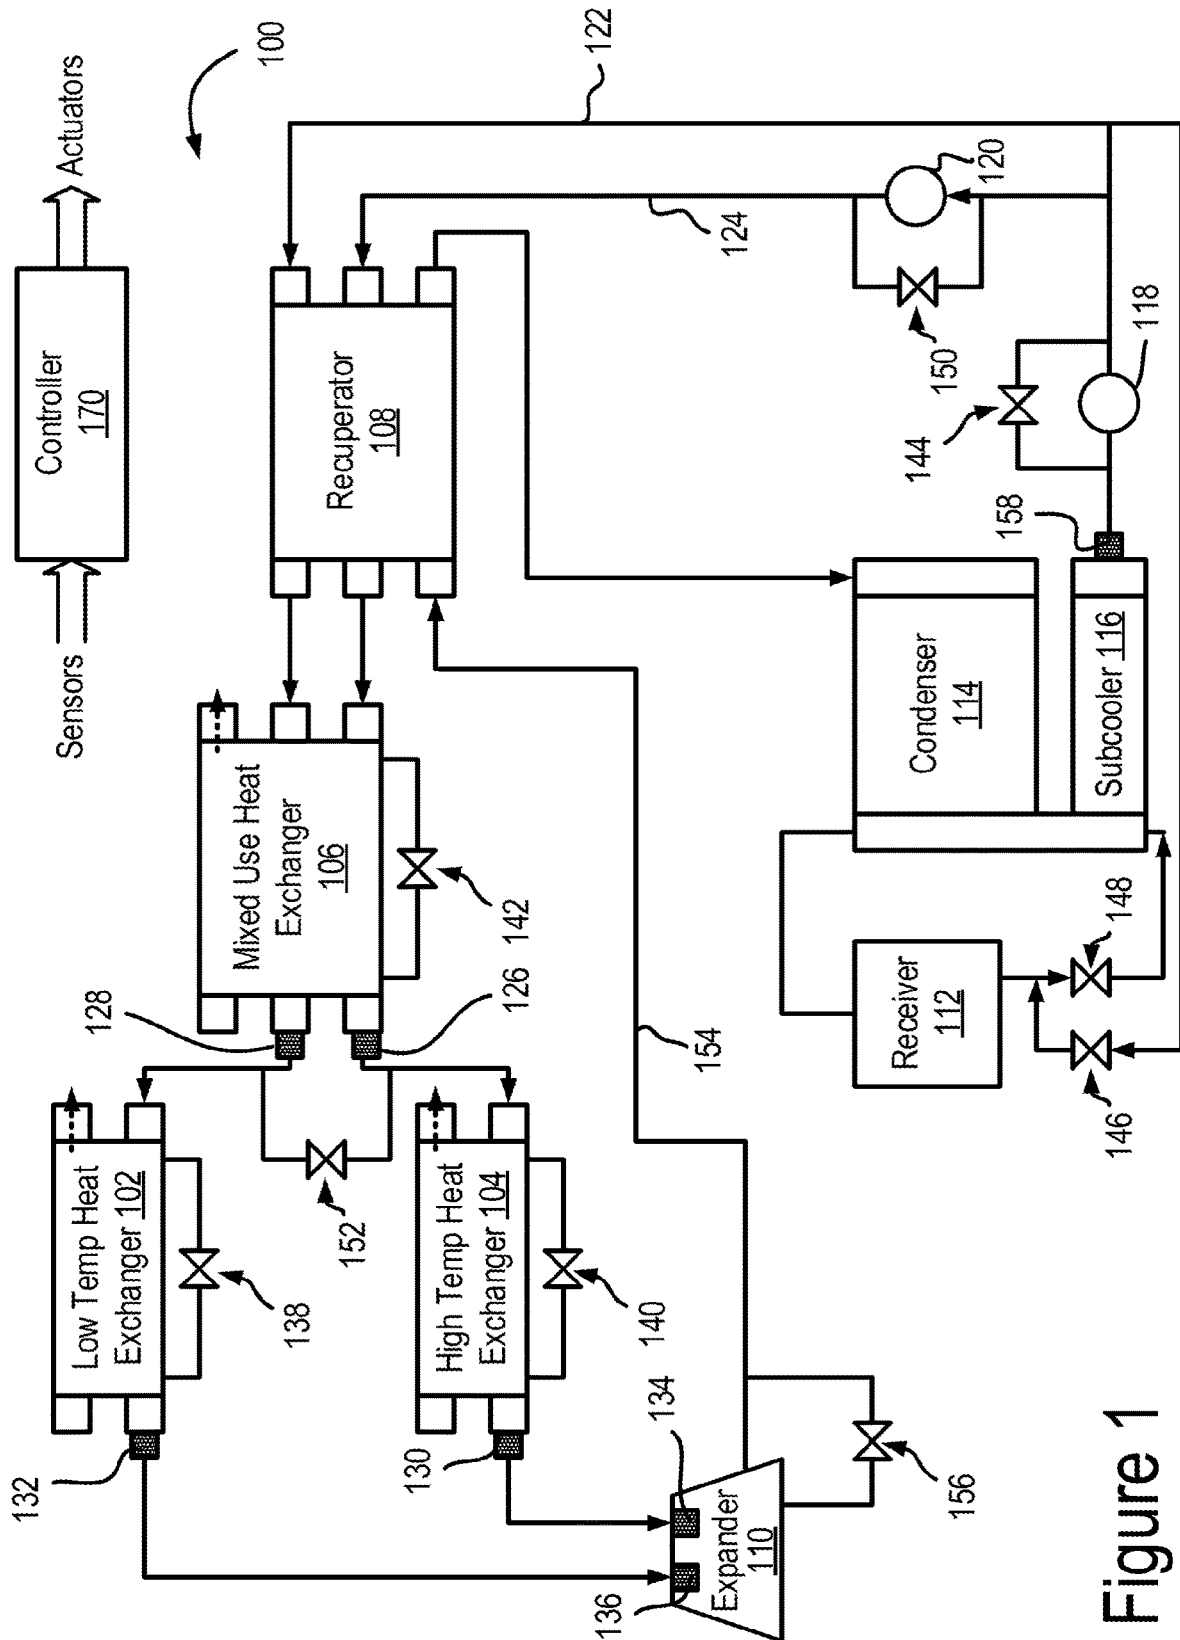 Sensors
Controller
170
Actuators
100
Low Temp Heat
Exchanger 102
132
138
128
Mixed Use Heat
Exchanger
106
142
126
152
Recuperator
108
122
124
High Temp Heat
Exchanger 104
130
140
134
136
Expander
110
156
154
Receiver
112
146
148
Condenser
114
Subcooler 116
158
144
118
150
120
Figure 1